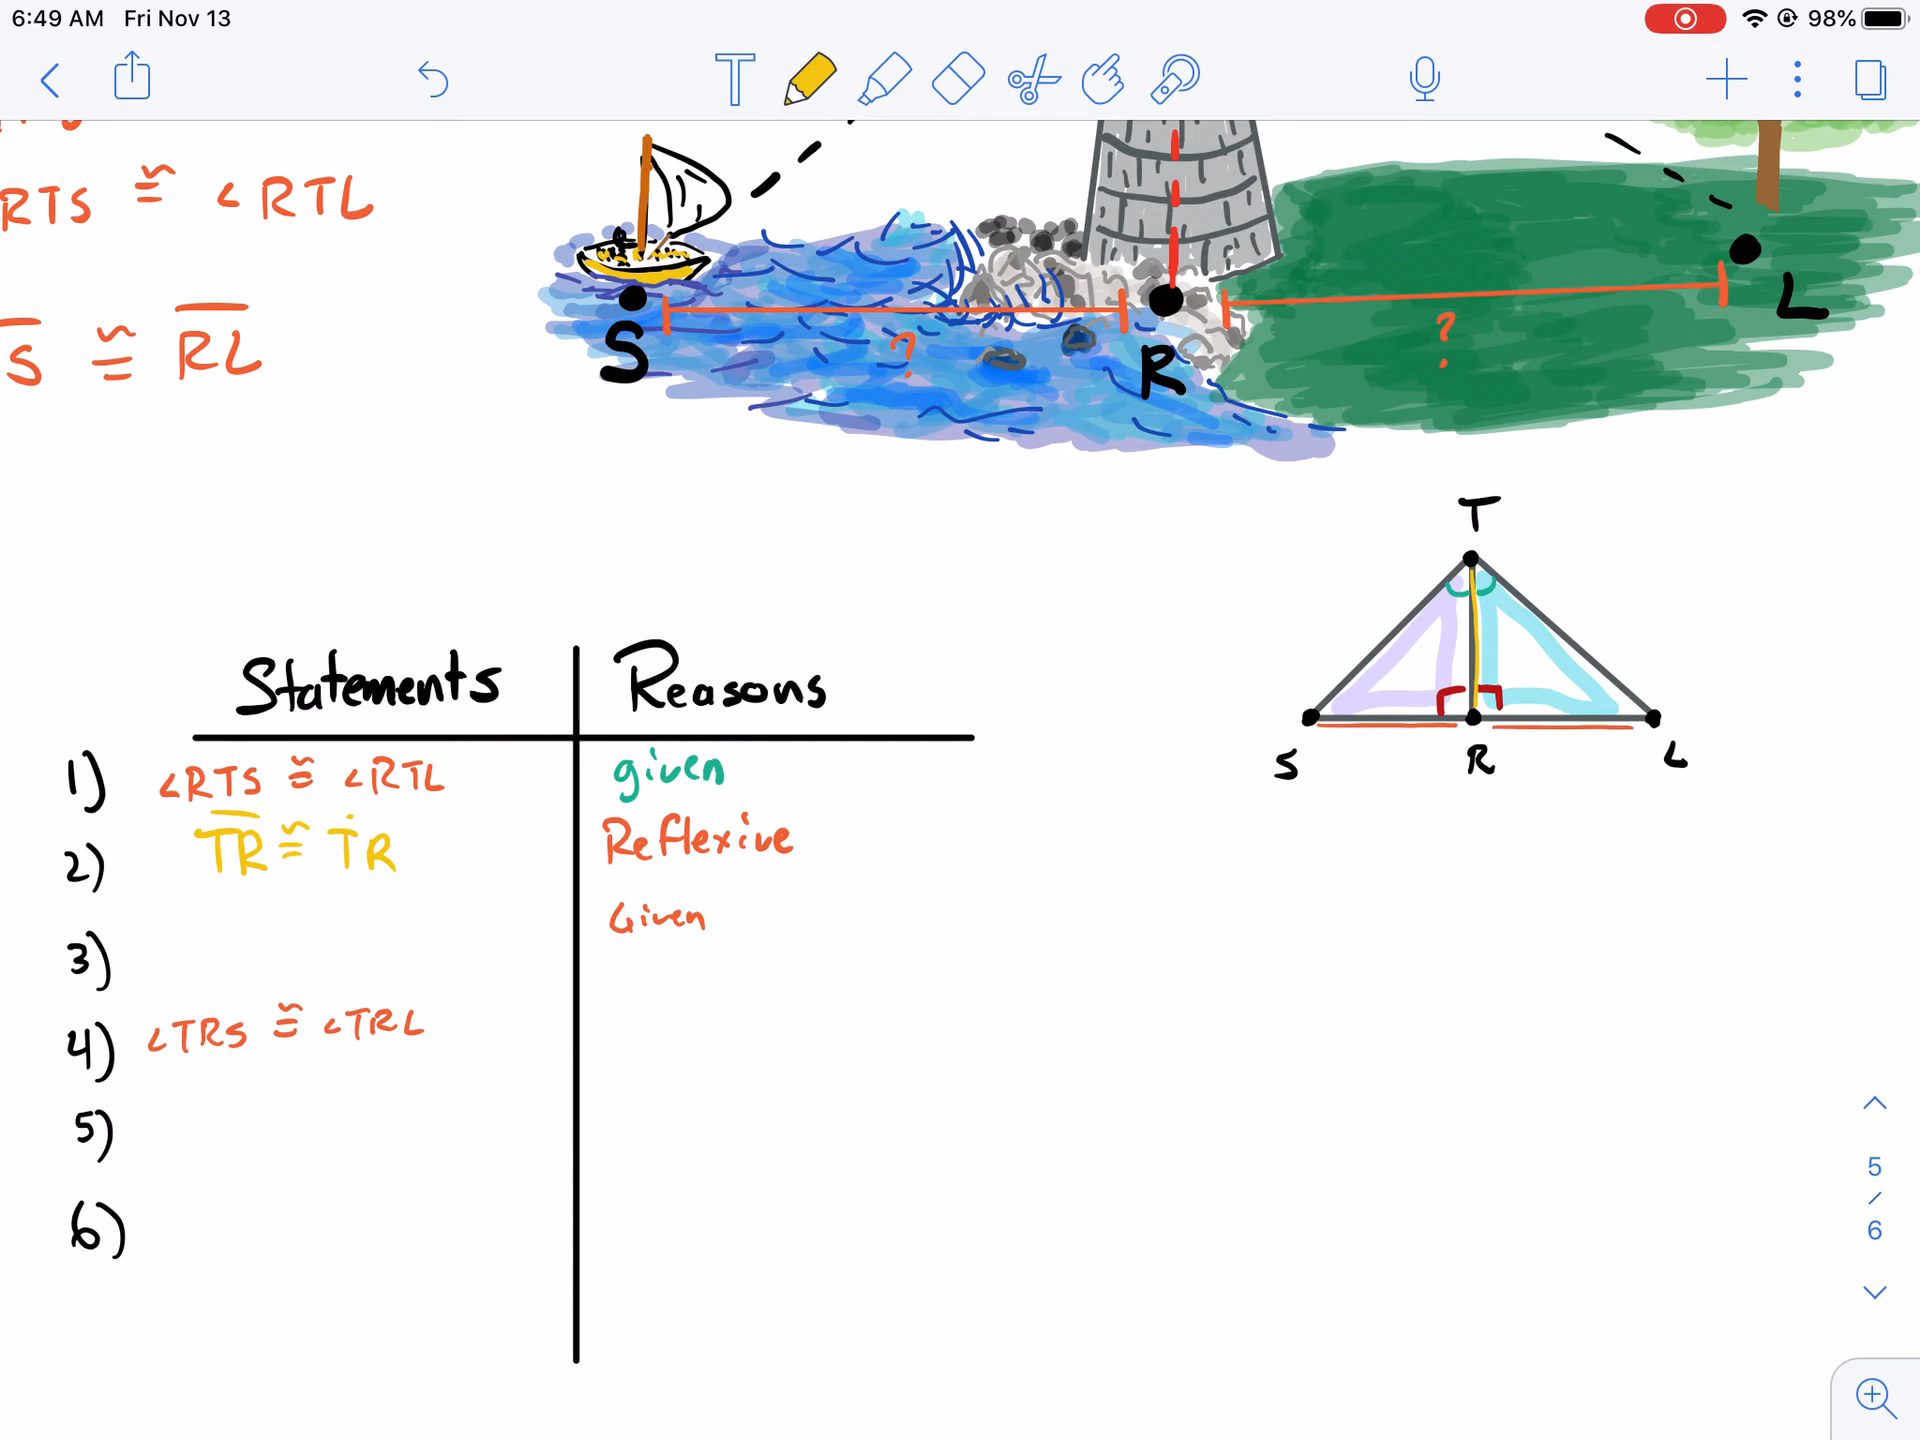 6:49 AM Fri Nov 13
98%
RTS ≅ ∠RTL
S ≅ RL
S
?
R
?
L
T
S
R
L
Statements
Reasons
1) ∠RTS ≅ ∠RTL given
2) TR ≅ TR Reflexive
Given
3)
4) ∠TRS ≅ ∠TRL
5)
6)
5
/
6